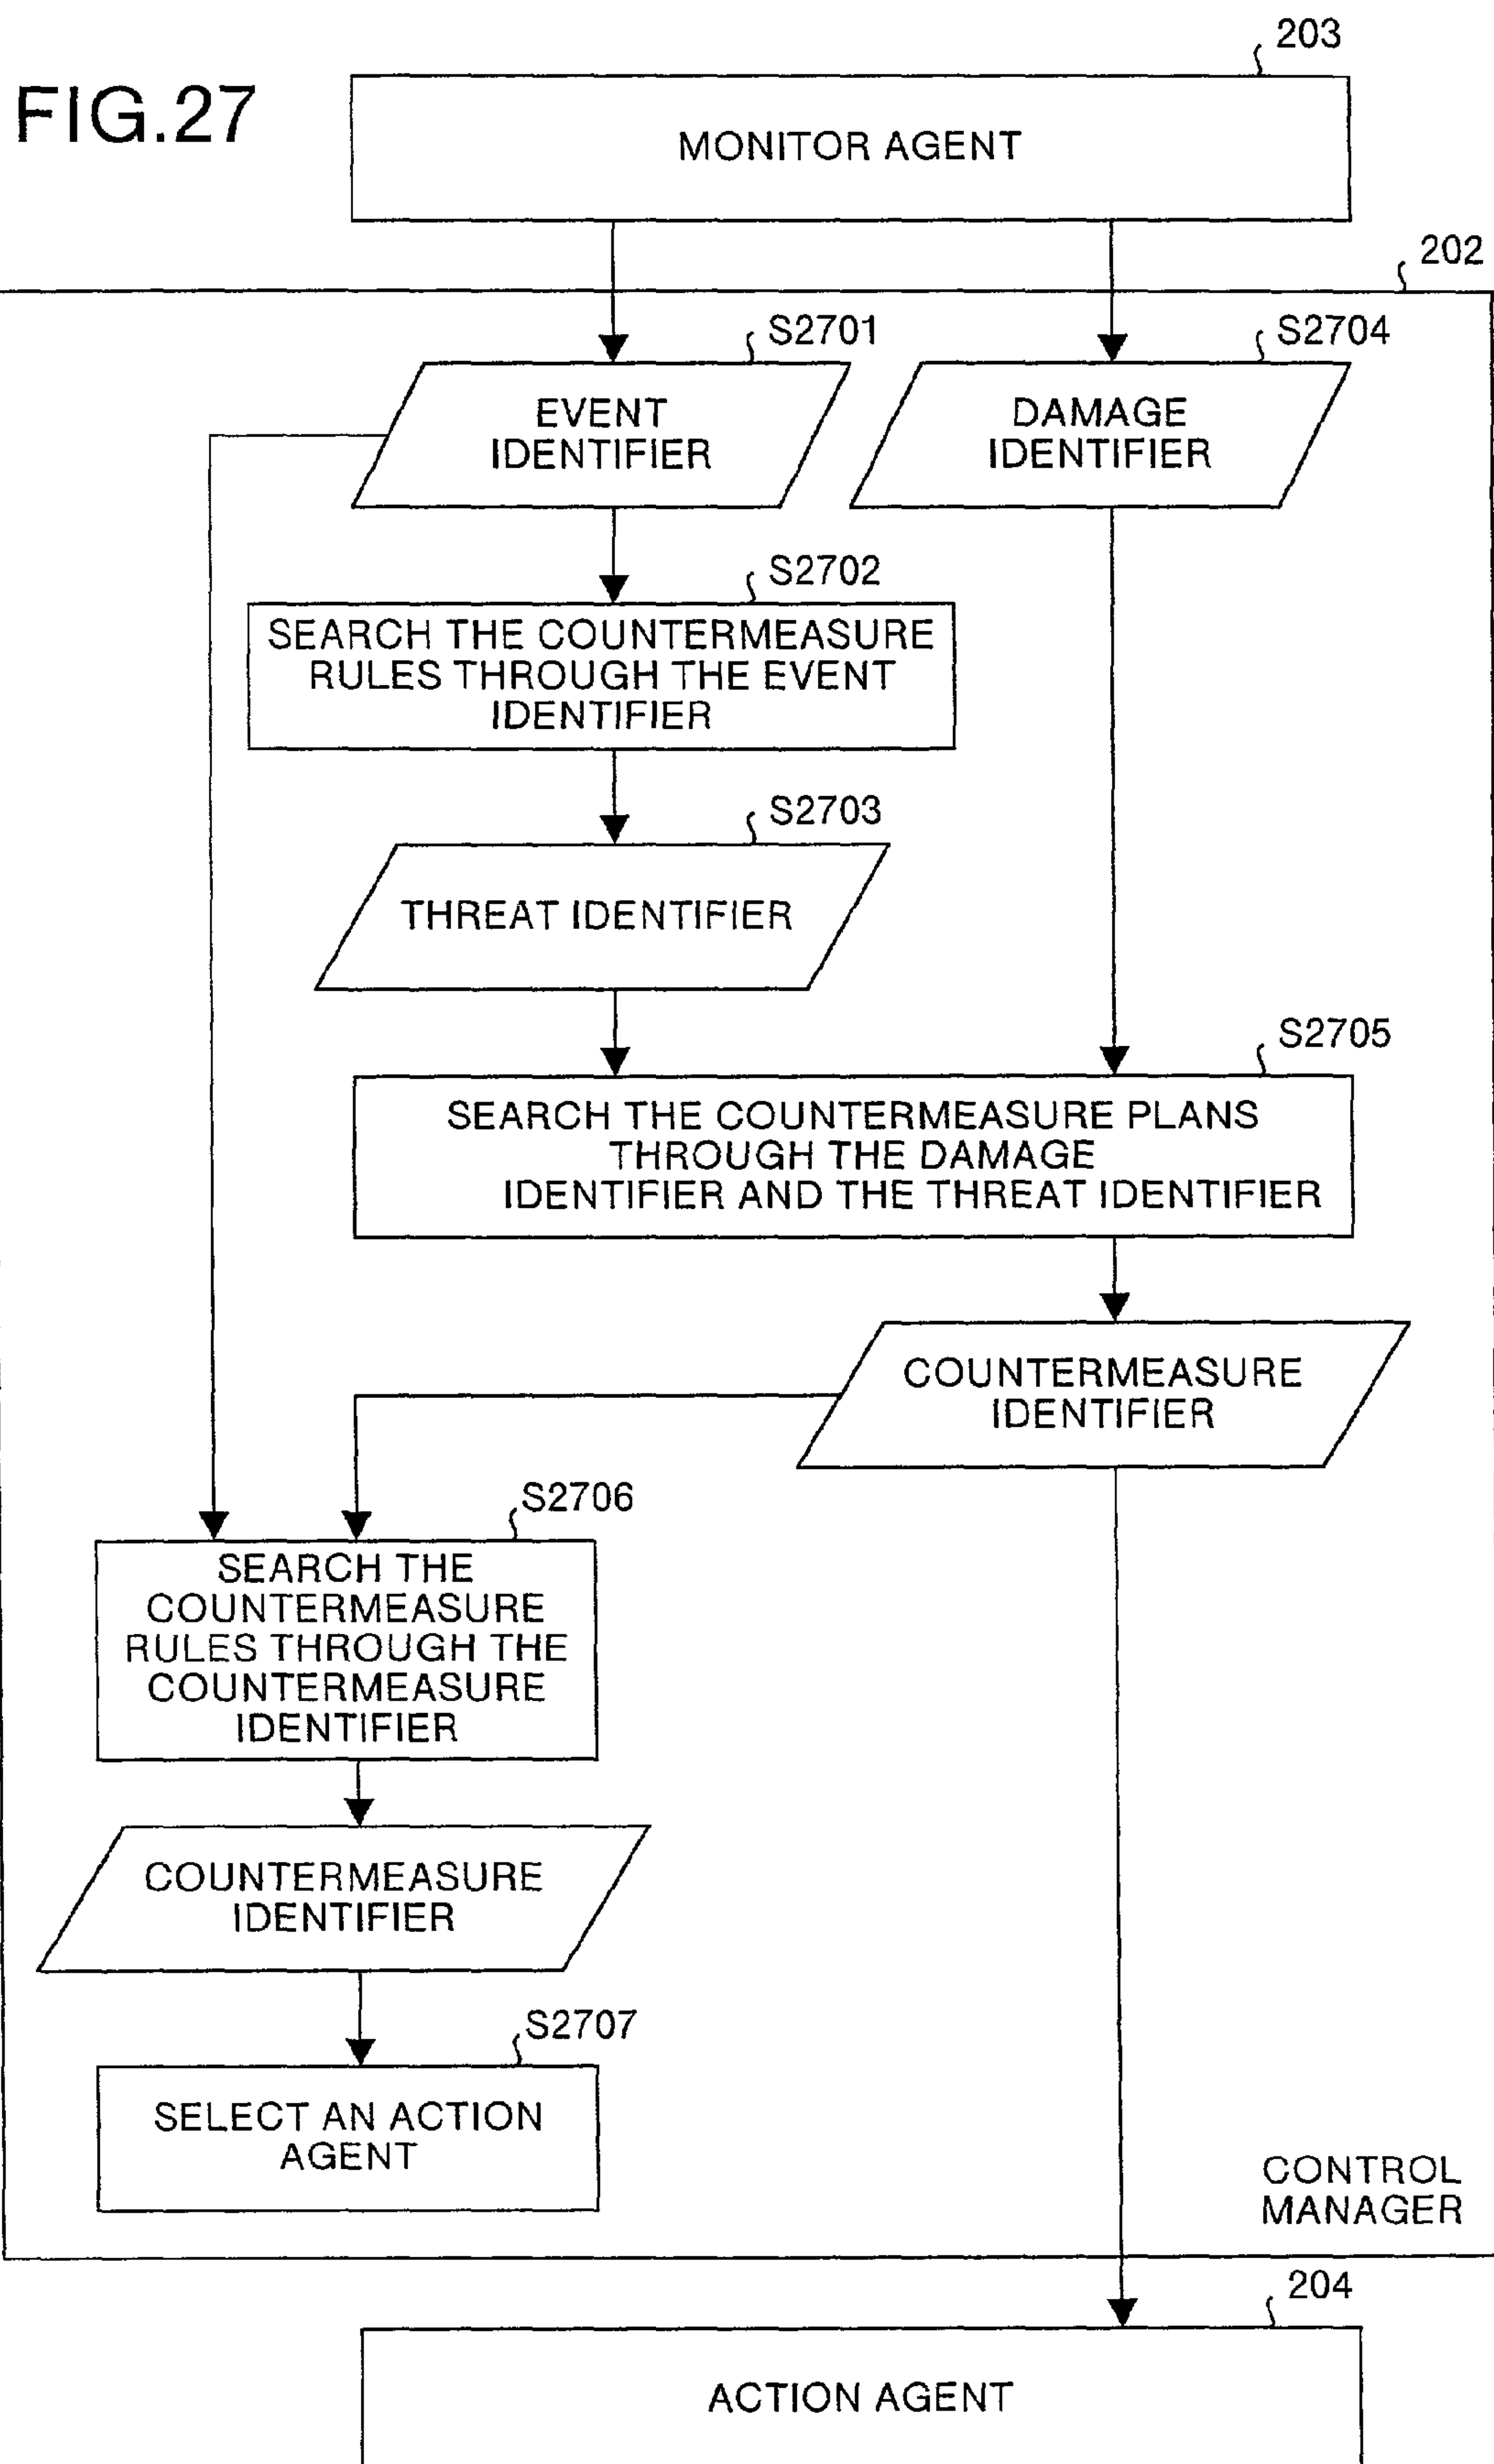 203
FIG.27
MONITOR AGENT
202
S2701
S2704
EVENT
IDENTIFIER
DAMAGE
IDENTIFIER
S2702
SEARCH THE COUNTERMEASURE
RULES THROUGH THE EVENT
IDENTIFIER
S2703
THREAT IDENTIFIER
S2705
SEARCH THE COUNTERMEASURE PLANS
THROUGH THE DAMAGE
IDENTIFIER AND THE THREAT IDENTIFIER
COUNTERMEASURE
IDENTIFIER
S2706
SEARCH THE
COUNTERMEASURE
RULES THROUGH THE
COUNTERMEASURE
IDENTIFIER
COUNTERMEASURE
IDENTIFIER
S2707
SELECT AN ACTION
AGENT
CONTROL
MANAGER
204
ACTION AGENT